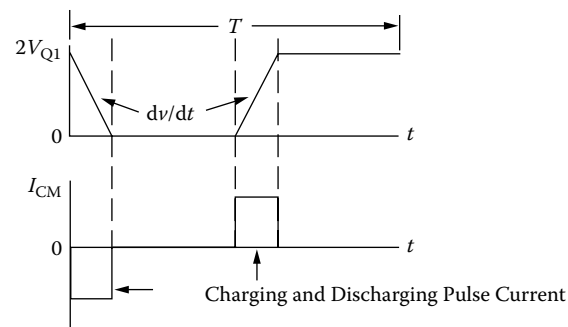 T
2V_Q1
dv/dt
0
t
I_CM
0
t
Charging and Discharging Pulse Current